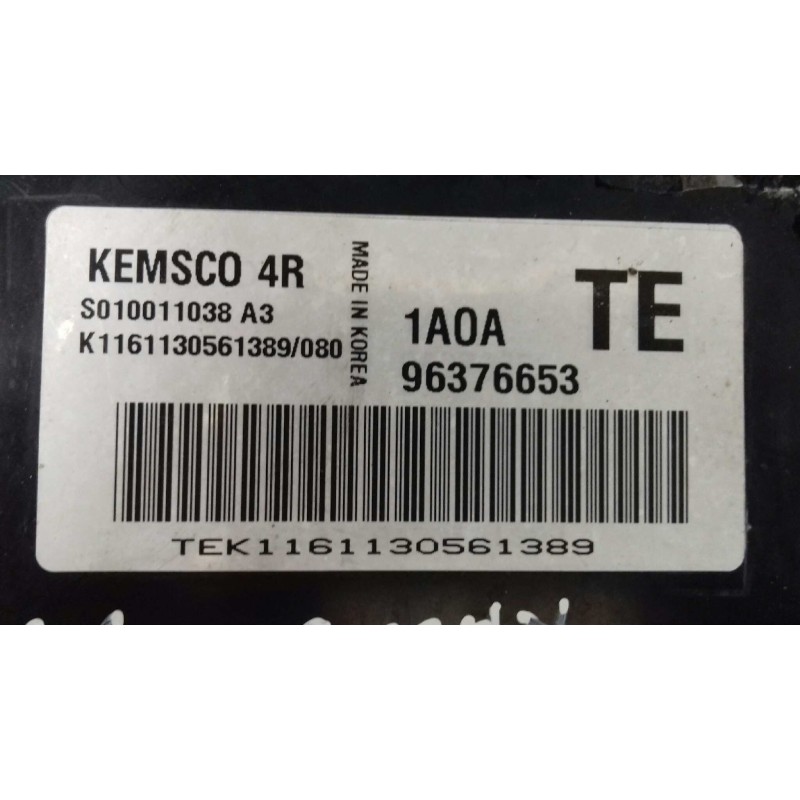 KEMSCO 4R
S010011038 A3
K1161130561389/080
MADE IN KOREA
1A0A
TE
96376653
TEK1161130561389